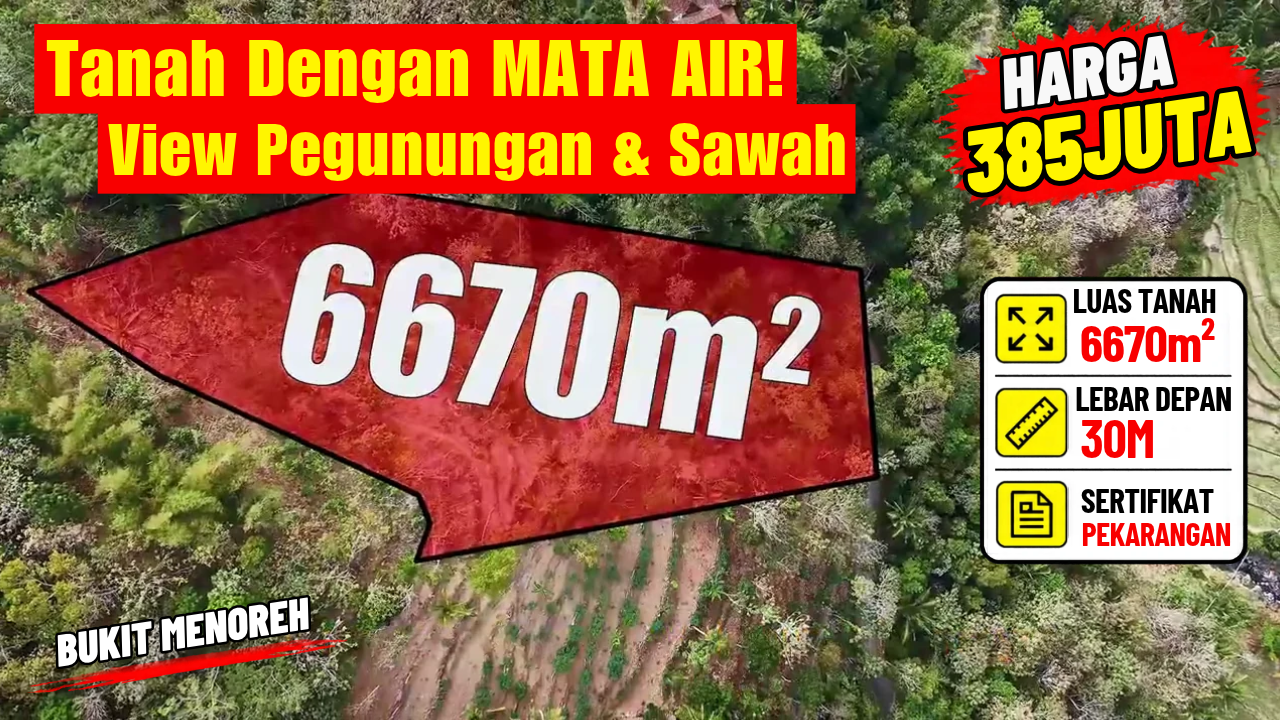 Tanah Dengan MATA AIR!
View Pegunungan & Sawah
HARGA
385JUTA
6670m²
LUAS TANAH
6670m²
LEBAR DEPAN
30M
SERTIFIKAT
PEKARANGAN
BUKIT MENOREH